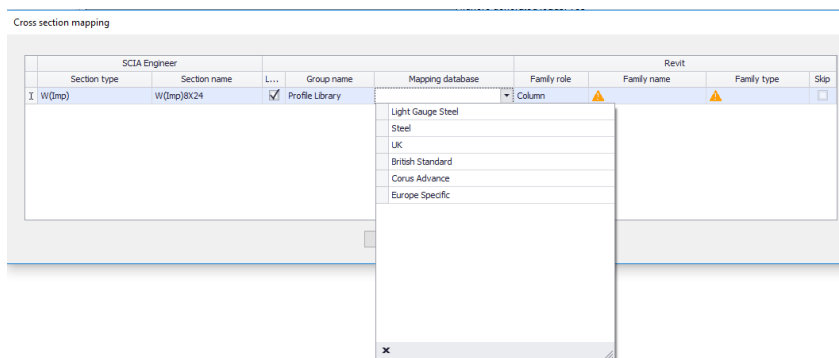 Cross section mapping
SCIA Engineer Revit
Section type Section name L... Group name Mapping database Family role Family name Family type Skip
W(Imp) W(Imp)8X24 Profile Library Column
Light Gauge Steel
Steel
UK
British Standard
Corus Advance
Europe Specific